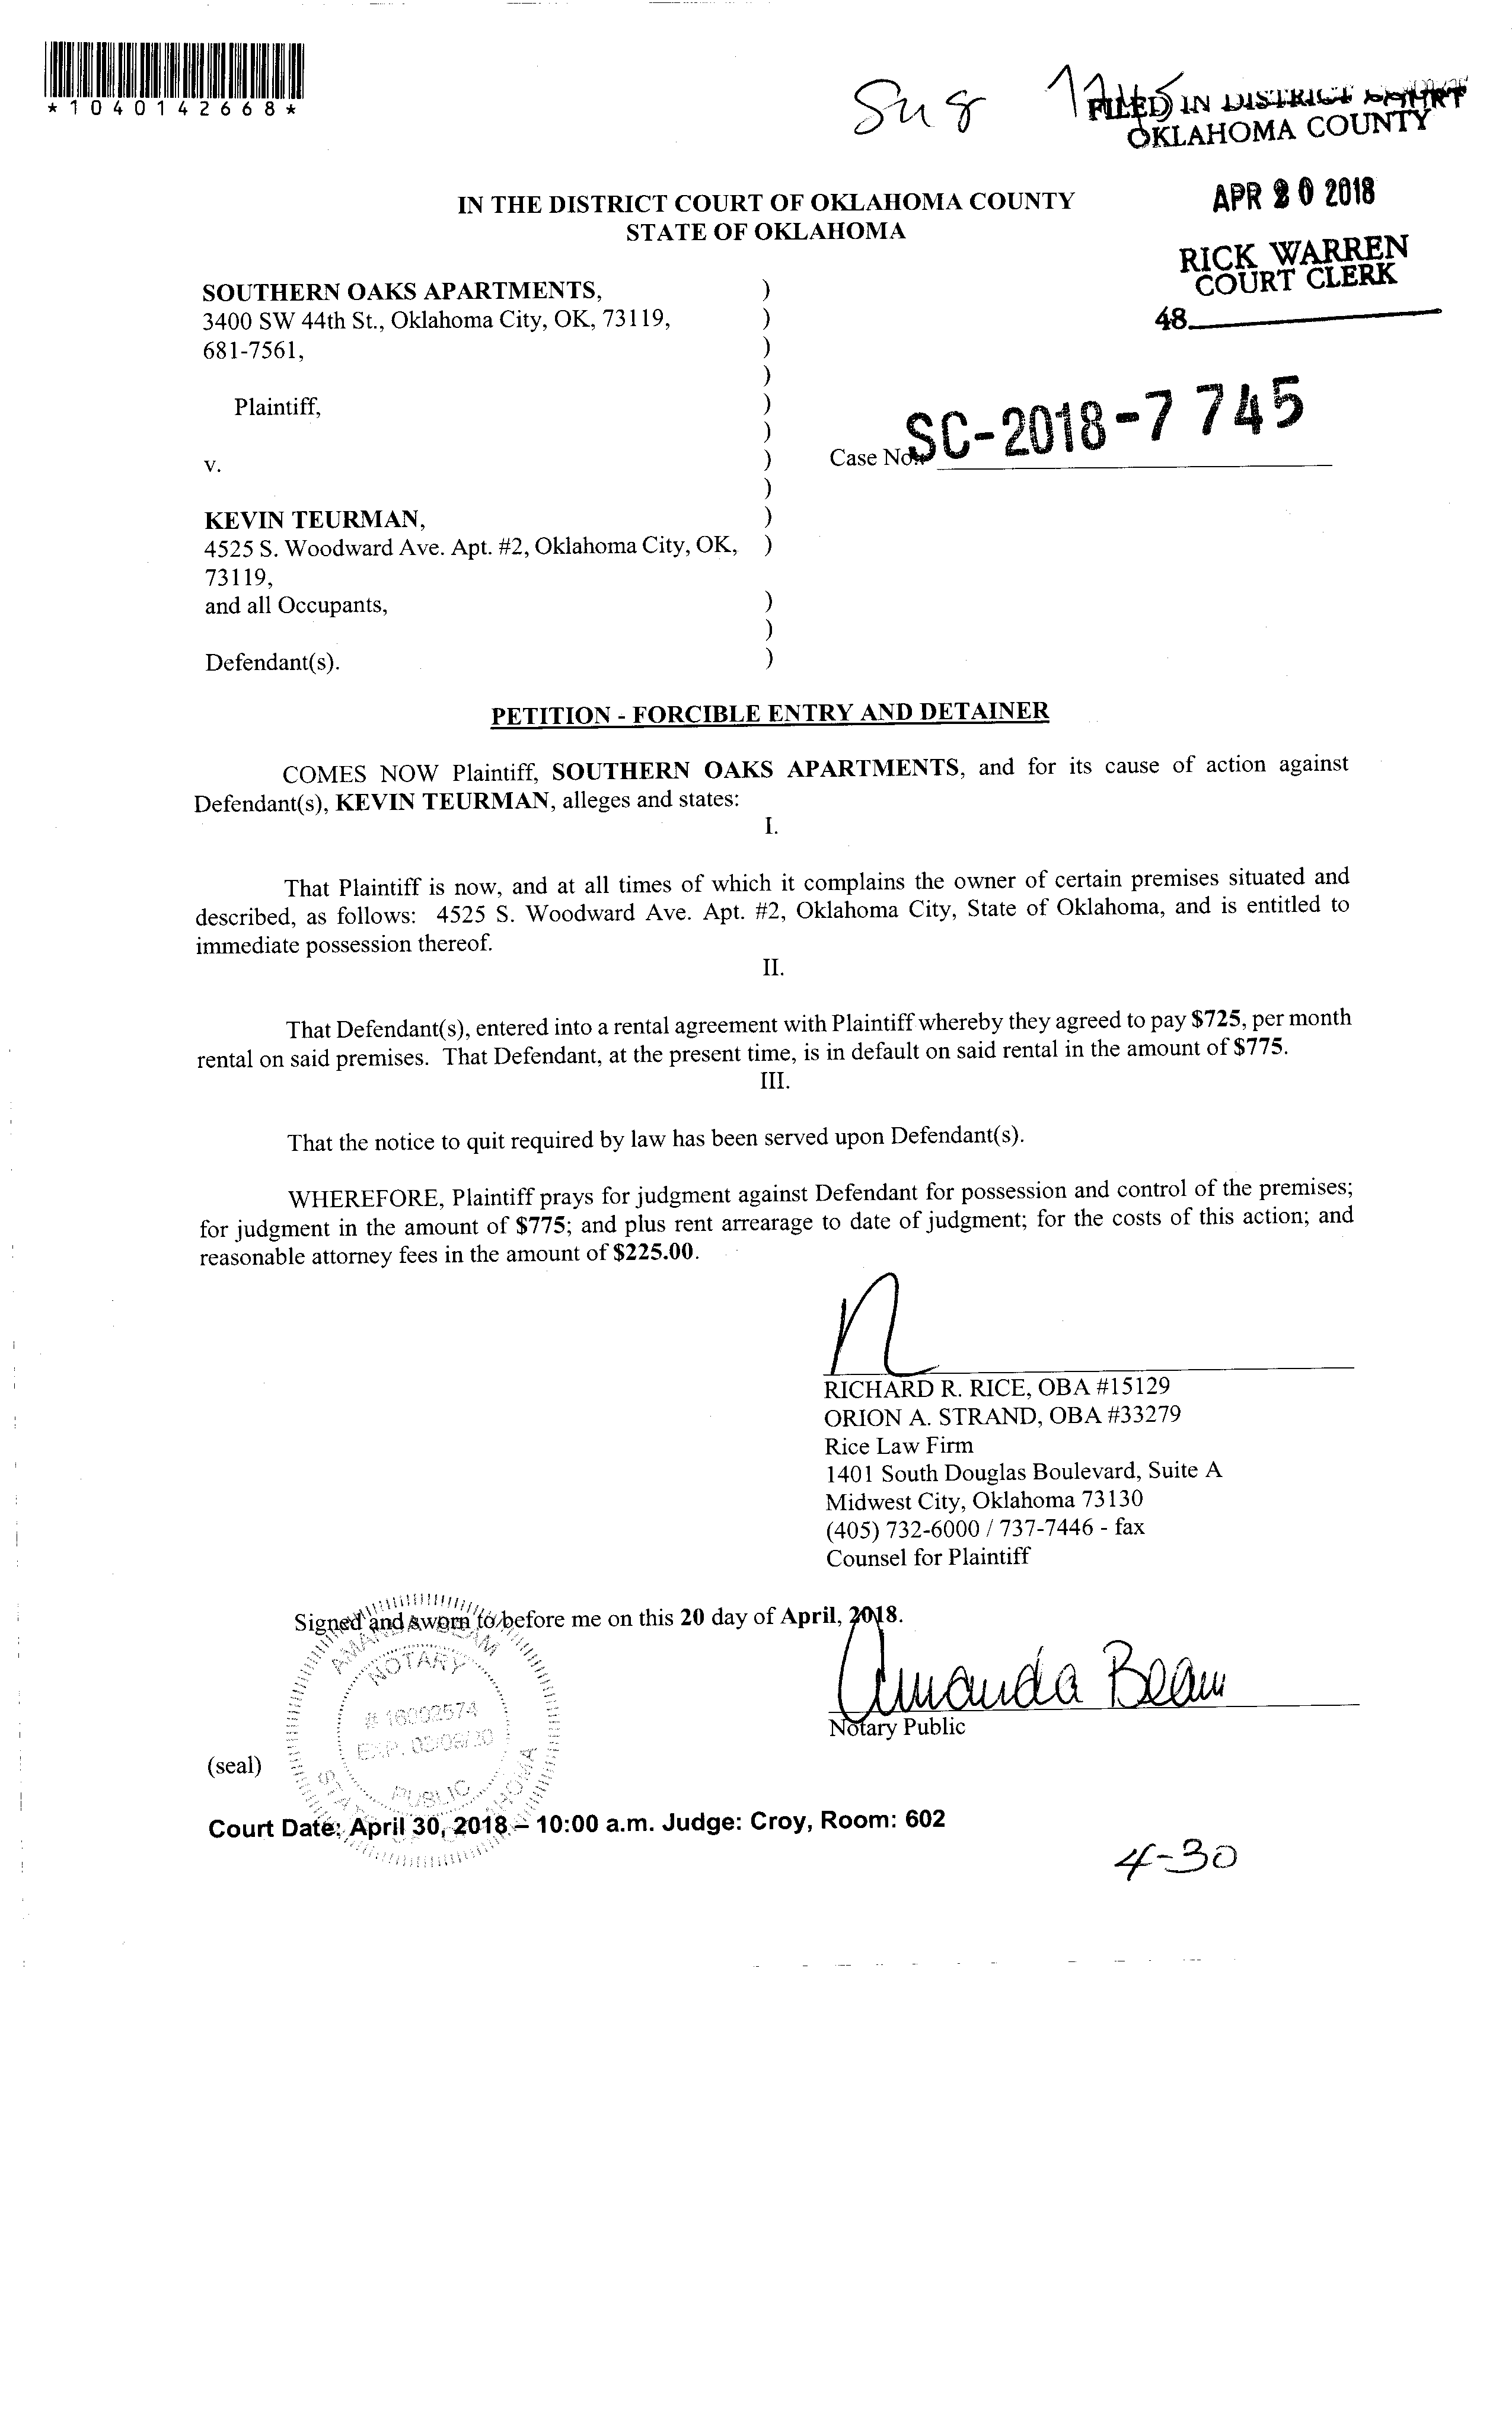 *1040142668*
FILED IN DISTRICT COURT
OKLAHOMA COUNTY
APR 20 2018
RICK WARREN
COURT CLERK
48
IN THE DISTRICT COURT OF OKLAHOMA COUNTY
STATE OF OKLAHOMA
SOUTHERN OAKS APARTMENTS, )
3400 SW 44th St., Oklahoma City, OK, 73119, )
681-7561, )
)
Plaintiff, )
)
v. )
Case No. SC-2018-7 745
)
KEVIN TEURMAN, )
4525 S. Woodward Ave. Apt. #2, Oklahoma City, OK, )
73119,
and all Occupants, )
)
Defendant(s). )
PETITION - FORCIBLE ENTRY AND DETAINER
COMES NOW Plaintiff, SOUTHERN OAKS APARTMENTS, and for its cause of action against
Defendant(s), KEVIN TEURMAN, alleges and states:
I.
That Plaintiff is now, and at all times of which it complains the owner of certain premises situated and
described, as follows: 4525 S. Woodward Ave. Apt. #2, Oklahoma City, State of Oklahoma, and is entitled to
immediate possession thereof.
II.
That Defendant(s), entered into a rental agreement with Plaintiff whereby they agreed to pay $725, per month
rental on said premises. That Defendant, at the present time, is in default on said rental in the amount of $775.
III.
That the notice to quit required by law has been served upon Defendant(s).
WHEREFORE, Plaintiff prays for judgment against Defendant for possession and control of the premises;
for judgment in the amount of $775; and plus rent arrearage to date of judgment; for the costs of this action; and
reasonable attorney fees in the amount of $225.00.
RICHARD R. RICE, OBA #15129
ORION A. STRAND, OBA #33279
Rice Law Firm
1401 South Douglas Boulevard, Suite A
Midwest City, Oklahoma 73130
(405) 732-6000 / 737-7446 - fax
Counsel for Plaintiff
Signed and sworn to before me on this 20 day of April, 2018.
AMANDA BEAM
NOTARY
# 16002574
EXP. 03/08/20
PUBLIC
STATE OF OKLAHOMA
Amanda Beam
Notary Public
(seal)
Court Date: April 30, 2018 – 10:00 a.m. Judge: Croy, Room: 602
4-30